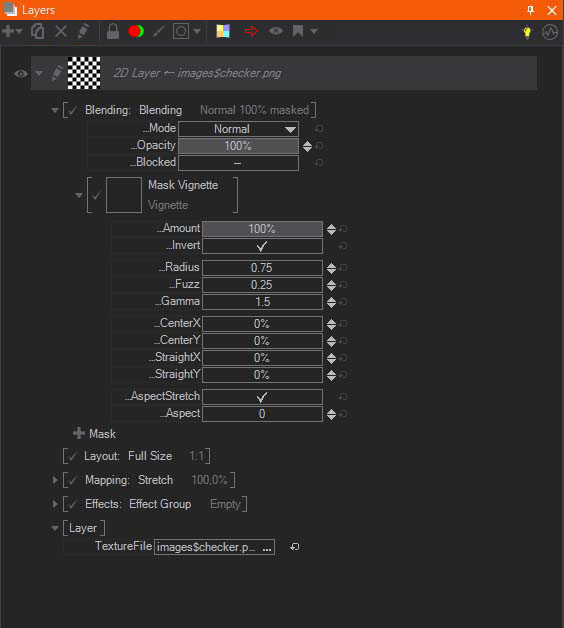 Layers
2D Layer ← images$checker.png
Blending: Blending Normal 100% masked
...Mode Normal
...Opacity 100%
...Blocked –
Mask Vignette
Vignette
...Amount 100%
...Invert ✓
...Radius 0.75
...Fuzz 0.25
...Gamma 1.5
...CenterX 0%
...CenterY 0%
...StraightX 0%
...StraightY 0%
...AspectStretch ✓
...Aspect 0
Mask
Layout: Full Size 1:1
Mapping: Stretch 100,0%
Effects: Effect Group Empty
Layer
TextureFile images$checker.p... ...